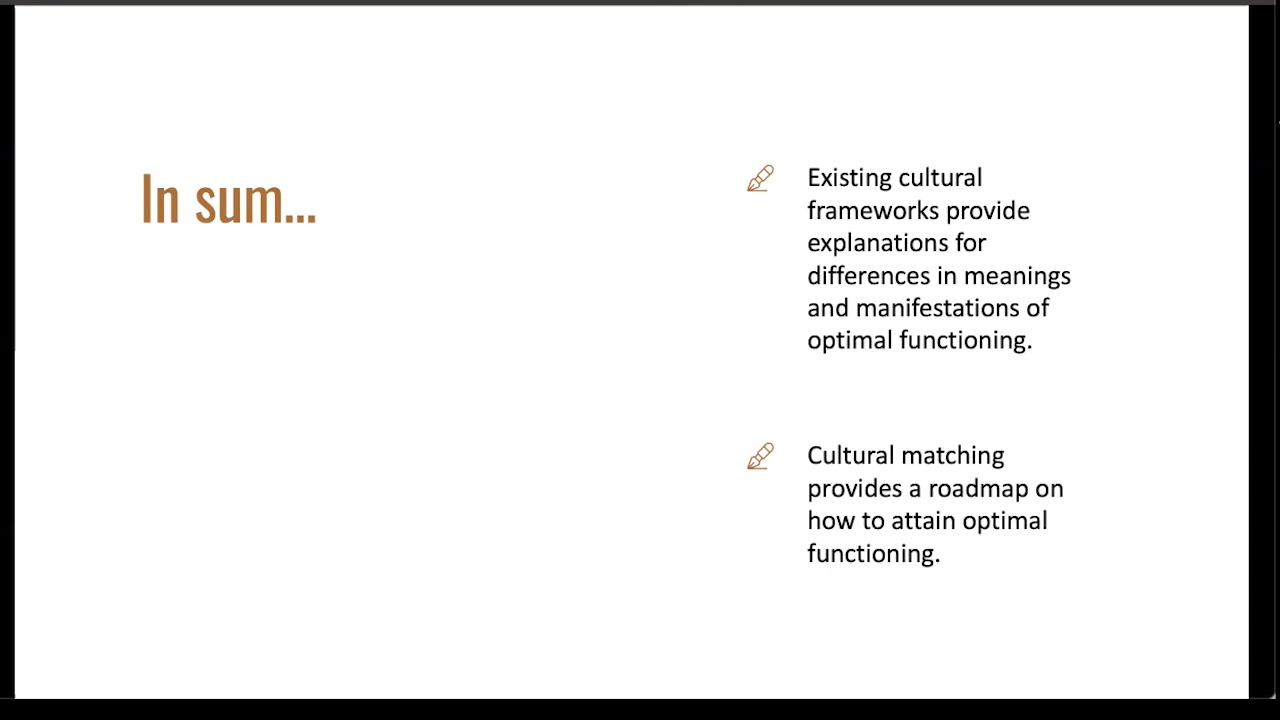 In sum...
Existing cultural
frameworks provide
explanations for
differences in meanings
and manifestations of
optimal functioning.
Cultural matching
provides a roadmap on
how to attain optimal
functioning.